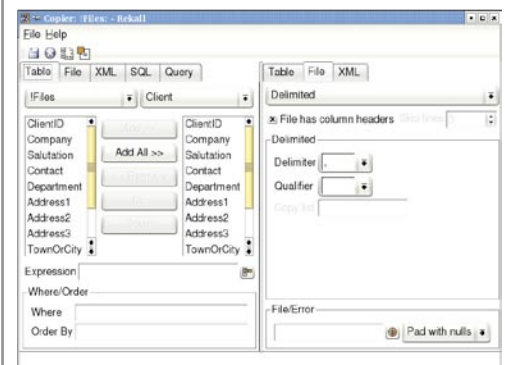 Copier: !Files: - Rekall
File Help
Table File XML SQL Query
!Files Client
ClientID
Company
Salutation
Contact
Department
Address1
Address2
Address3
TownOrCity
Add All >>
ClientID
Company
Salutation
Contact
Department
Address1
Address2
Address3
TownOrCity
Expression
Where/Order
Where
Order By
Table File XML
Delimited
File has column headers
Delimited
Delimiter ,
Qualifier
File/Error
Pad with nulls